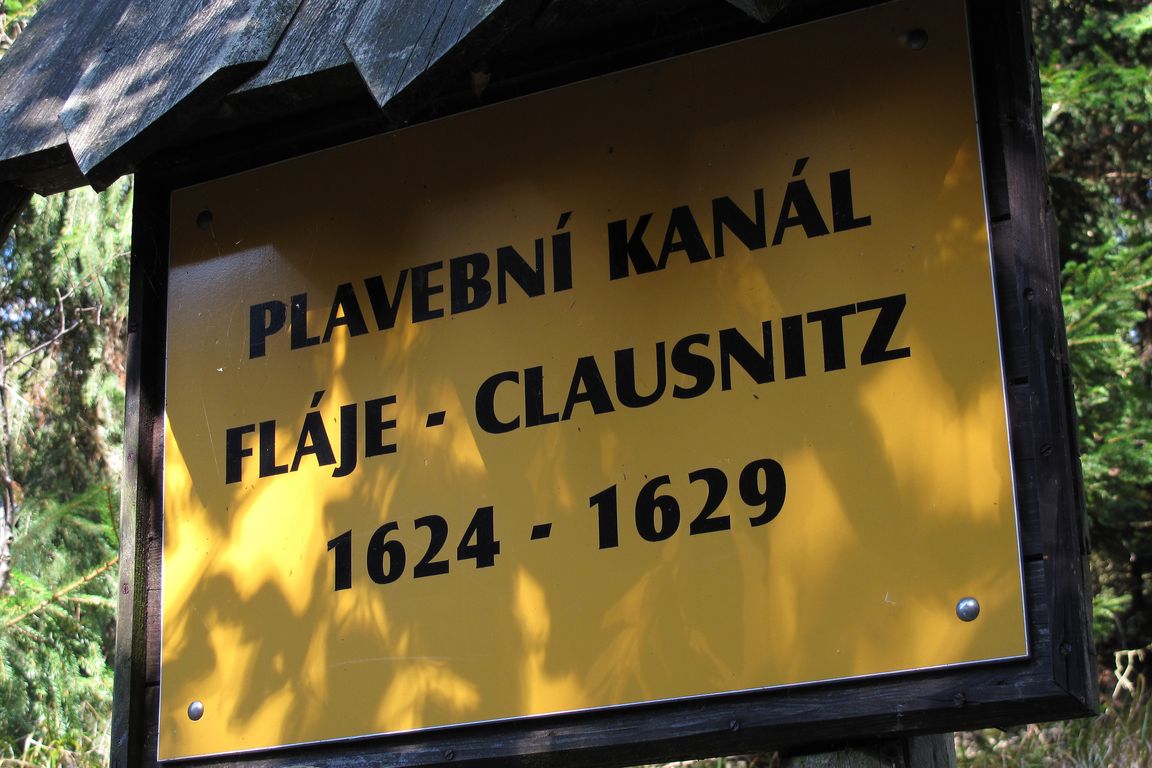 PLAVEBNÍ KANÁL
FLÁJE - CLAUSNITZ
1624 - 1629